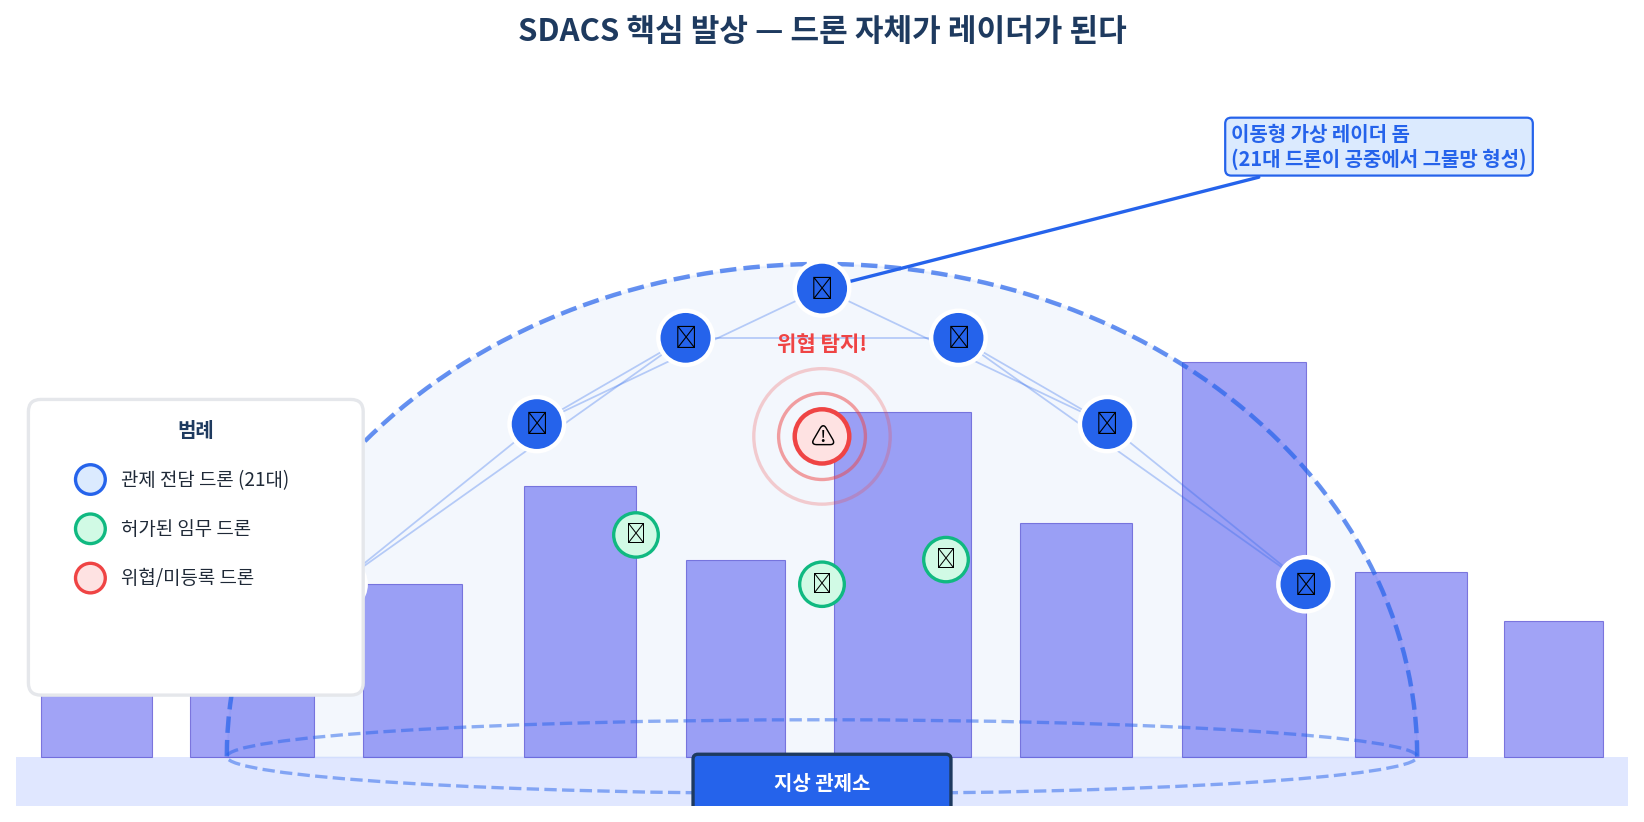 SDACS 핵심 발상 — 드론 자체가 레이더가 된다
이동형 가상 레이더 돔
(21대 드론이 공중에서 그물망 형성)
위협 탐지!
범례
관제 전담 드론 (21대)
허가된 임무 드론
위협/미등록 드론
지상 관제소